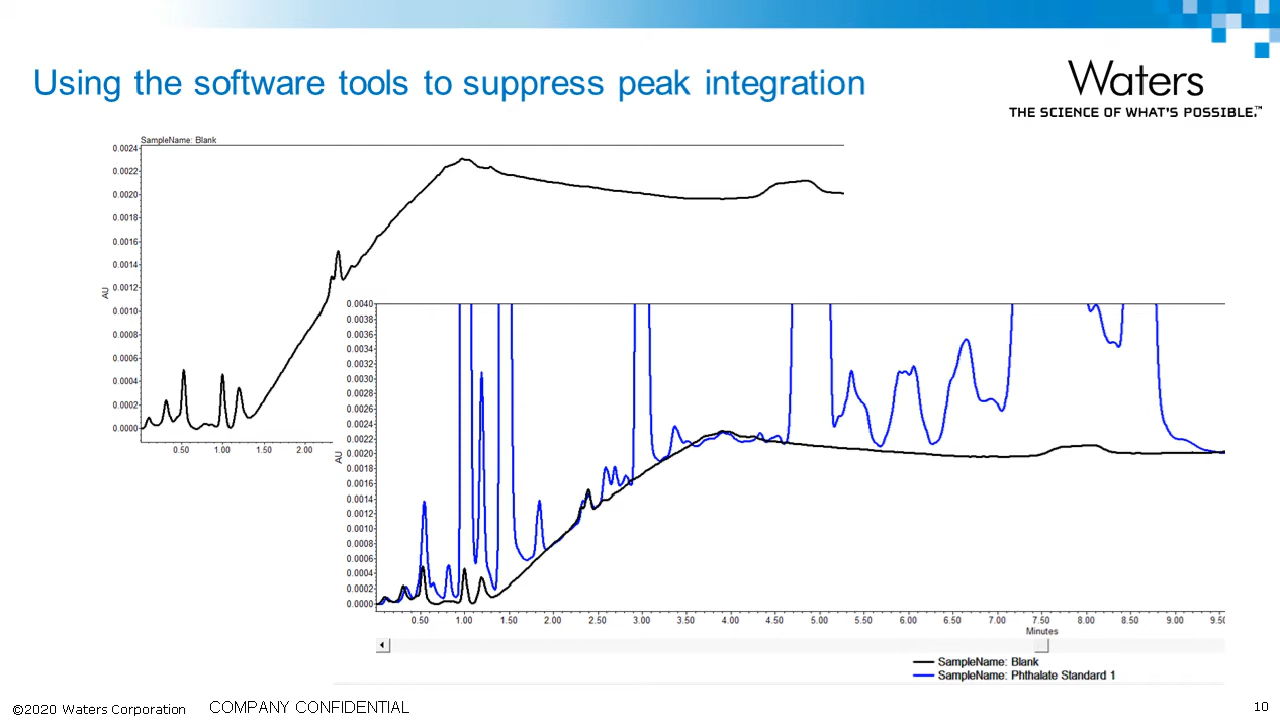 Using the software tools to suppress peak integration
Waters
THE SCIENCE OF WHAT'S POSSIBLE.™
SampleName: Blank
0.0024
0.0022
0.0020
0.0018
0.0016
0.0014
0.0012
0.0010
0.0008
0.0006
0.0004
0.0002
0.0000
AU
0.50 1.00 1.50 2.00
0.0040
0.0038
0.0036
0.0034
0.0032
0.0030
0.0028
0.0026
0.0024
0.0022
0.0020
0.0018
0.0016
0.0014
0.0012
0.0010
0.0008
0.0006
0.0004
0.0002
0.0000
AU
0.50 1.00 1.50 2.00 2.50 3.00 3.50 4.00 4.50 5.00 5.50 6.00 6.50 7.00 7.50 8.00 8.50 9.00 9.50
Minutes
SampleName: Blank
SampleName: Phthalate Standard 1
©2020 Waters Corporation COMPANY CONFIDENTIAL 10